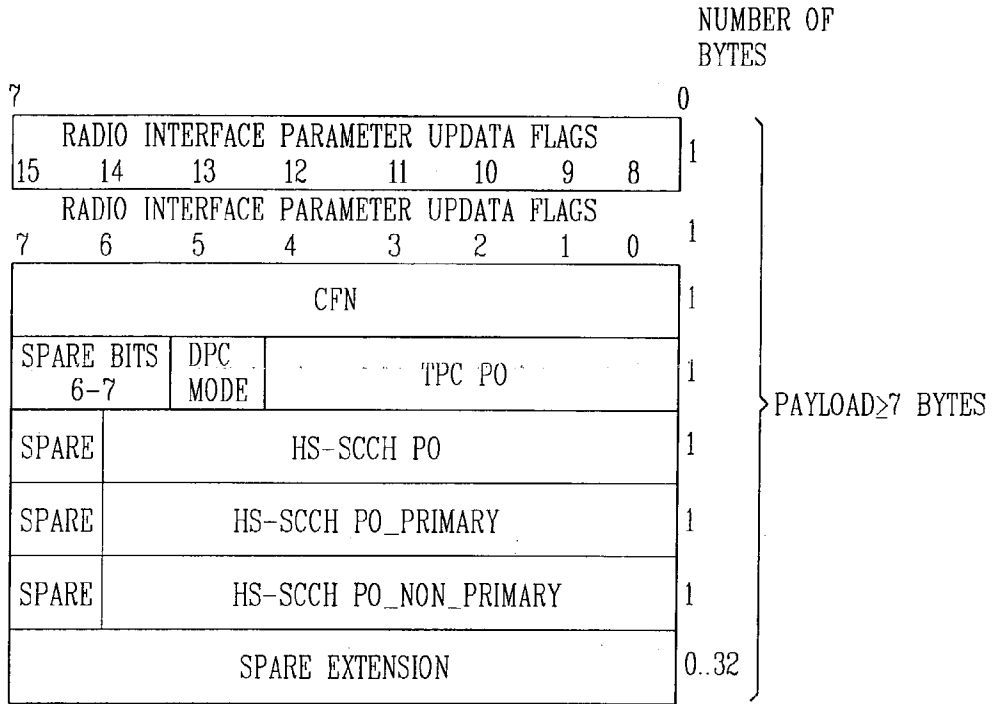 NUMBER OF
BYTES
7 0
RADIO INTERFACE PARAMETER UPDATA FLAGS
15 14 13 12 11 10 9 8
1
RADIO INTERFACE PARAMETER UPDATA FLAGS
7 6 5 4 3 2 1 0
1
CFN
1
SPARE BITS
6-7
DPC
MODE
TPC PO
1
PAYLOAD≥7 BYTES
SPARE
HS-SCCH PO
1
SPARE
HS-SCCH PO_PRIMARY
1
SPARE
HS-SCCH PO_NON_PRIMARY
1
SPARE EXTENSION
0..32